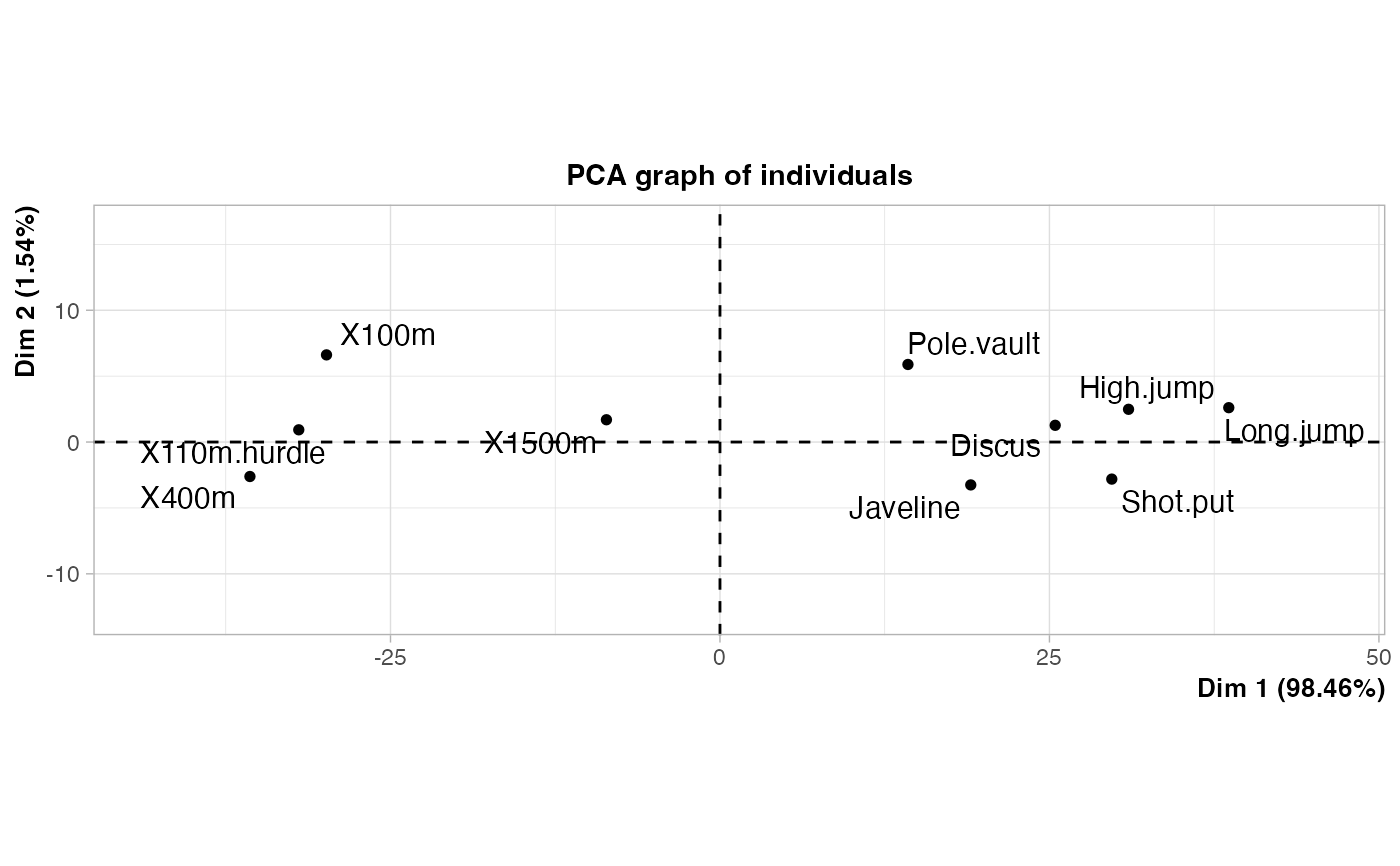 PCA graph of individuals
Dim 2 (1.54%)
10
0
-10
X100m
Pole.vault
High.jump
Long.jump
X1500m
Discus
X110m.hurdle
X400m
Javeline
Shot.put
-25
0
25
50
Dim 1 (98.46%)